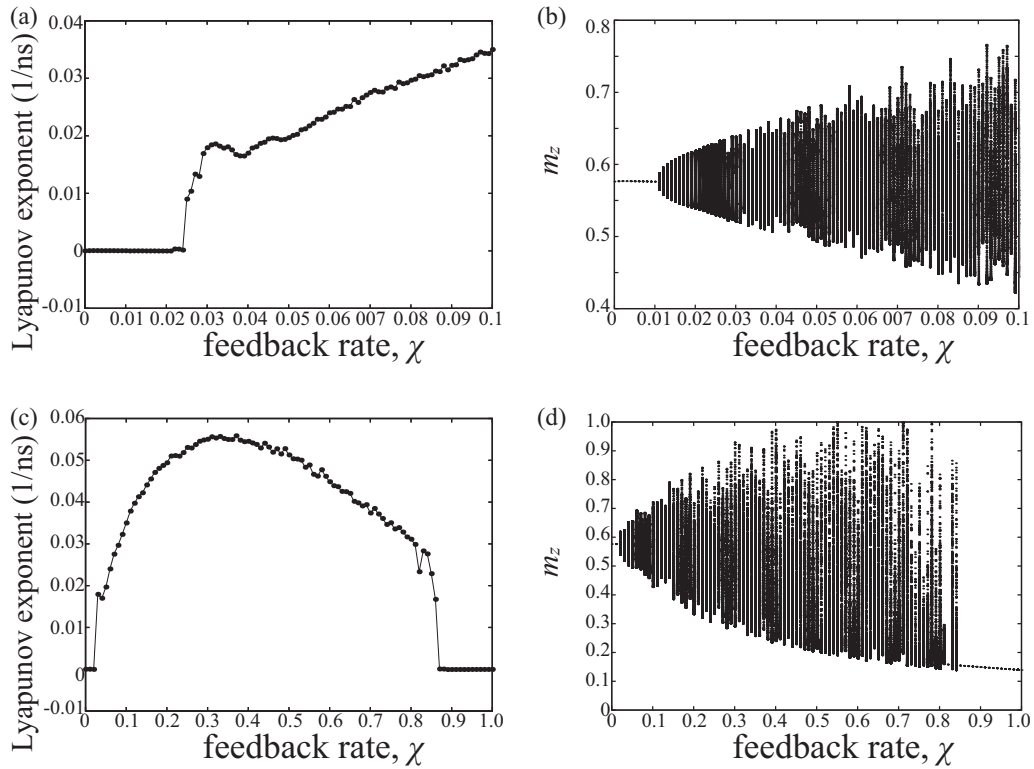 (a)
Lyapunov exponent (1/ns)
0.04
0.03
0.02
0.01
0
-0.01
0 0.01 0.02 0.03 0.04 0.05 0.06 007 0.08 0.09 0.1
feedback rate, χ
(b)
m_z
0.8
0.7
0.6
0.5
0.4
0 0.01 0.02 0.03 0.04 0.05 0.06 0.07 0.08 0.09 0.1
feedback rate, χ
(c)
Lyapunov exponent (1/ns)
0.06
0.05
0.04
0.03
0.02
0.01
0
-0.01
0 0.1 0.2 0.3 0.4 0.5 0.6 0.7 0.8 0.9 1.0
feedback rate, χ
(d)
m_z
1.0
0.9
0.8
0.7
0.6
0.5
0.4
0.3
0.2
0.1
0
0.1 0.2 0.3 0.4 0.5 0.6 0.7 0.8 0.9 1.0
feedback rate, χ